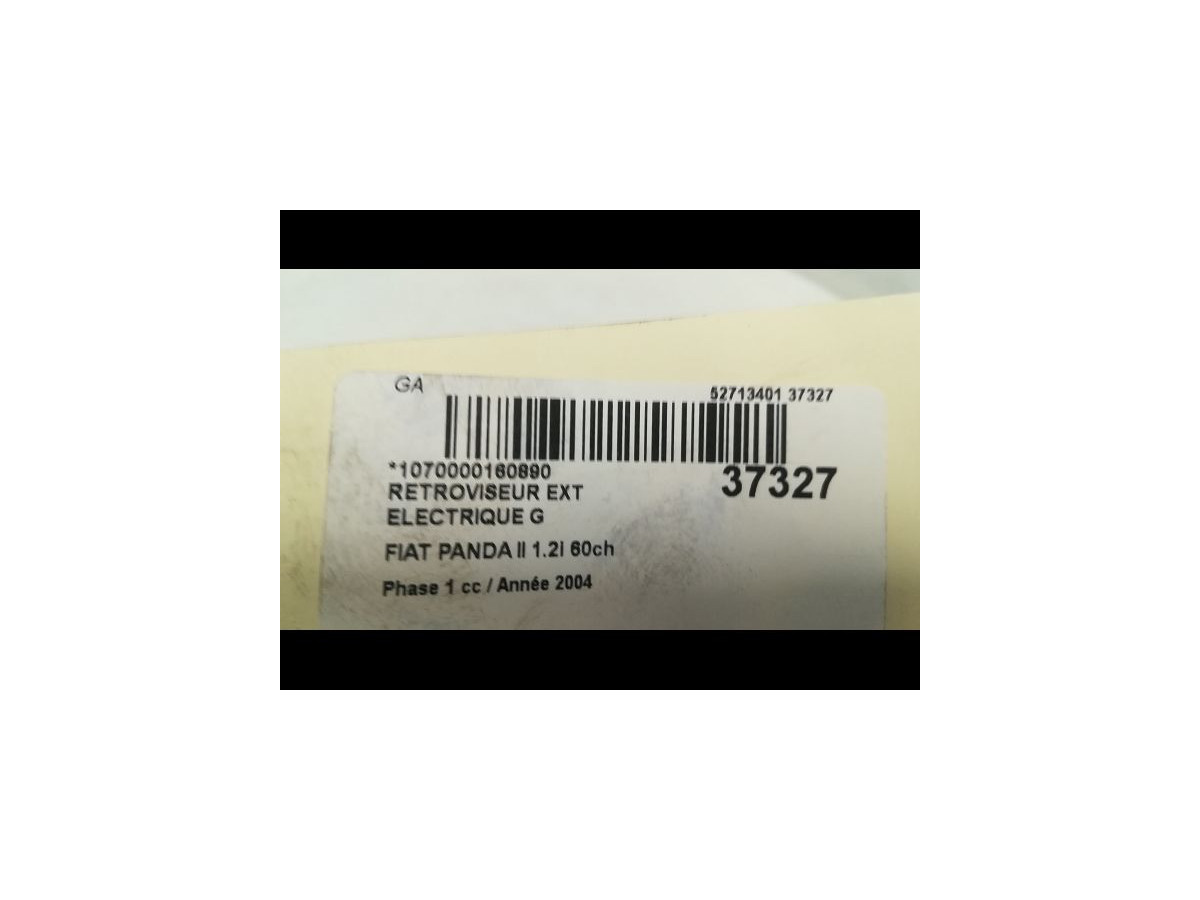 GA
52713401 37327
*1070000160890
37327
RETROVISEUR EXT
ELECTRIQUE G
FIAT PANDA II 1.2i 60ch
Phase 1 cc / Année 2004